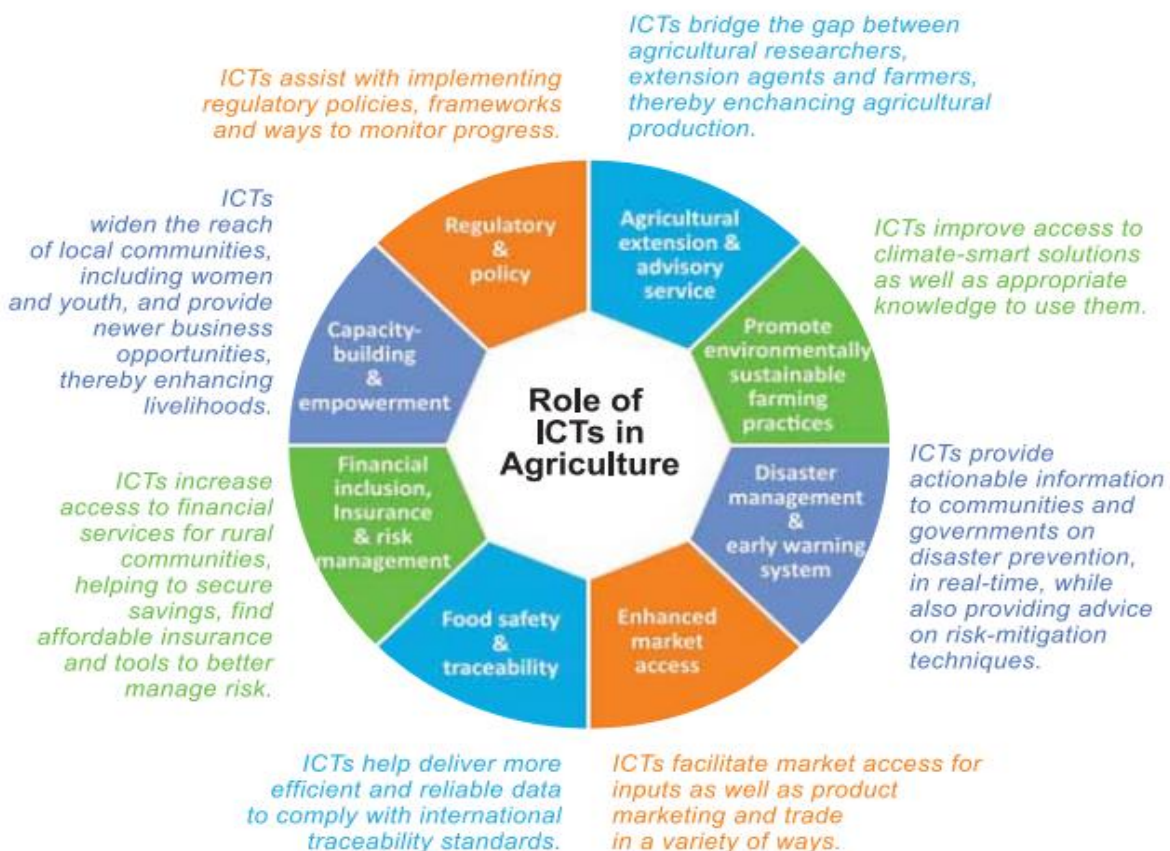 ICTs bridge the gap between
agricultural researchers,
extension agents and farmers,
thereby enchancing agricultural
production.
ICTs assist with implementing
regulatory policies, frameworks
and ways to monitor progress.
ICTs
widen the reach
of local communities,
including women
and youth, and provide
newer business
opportunities,
thereby enhancing
livelihoods.
Regulatory
&
policy
Agricultural
extension &
advisory
service
ICTs improve access to
climate-smart solutions
as well as appropriate
knowledge to use them.
Capacity-
building
&
empowerment
Promote
environmentally
sustainable
farming
practices
Role of
ICTs in
Agriculture
Financial
inclusion,
Insurance
& risk
management
Disaster
management
&
early warning
system
ICTs provide
actionable information
to communities and
governments on
disaster prevention,
in real-time, while
also providing advice
on risk-mitigation
techniques.
ICTs increase
access to financial
services for rural
communities,
helping to secure
savings, find
affordable insurance
and tools to better
manage risk.
Food safety
&
traceability
Enhanced
market
access
ICTs help deliver more
efficient and reliable data
to comply with international
traceability standards.
ICTs facilitate market access for
inputs as well as product
marketing and trade
in a variety of ways.